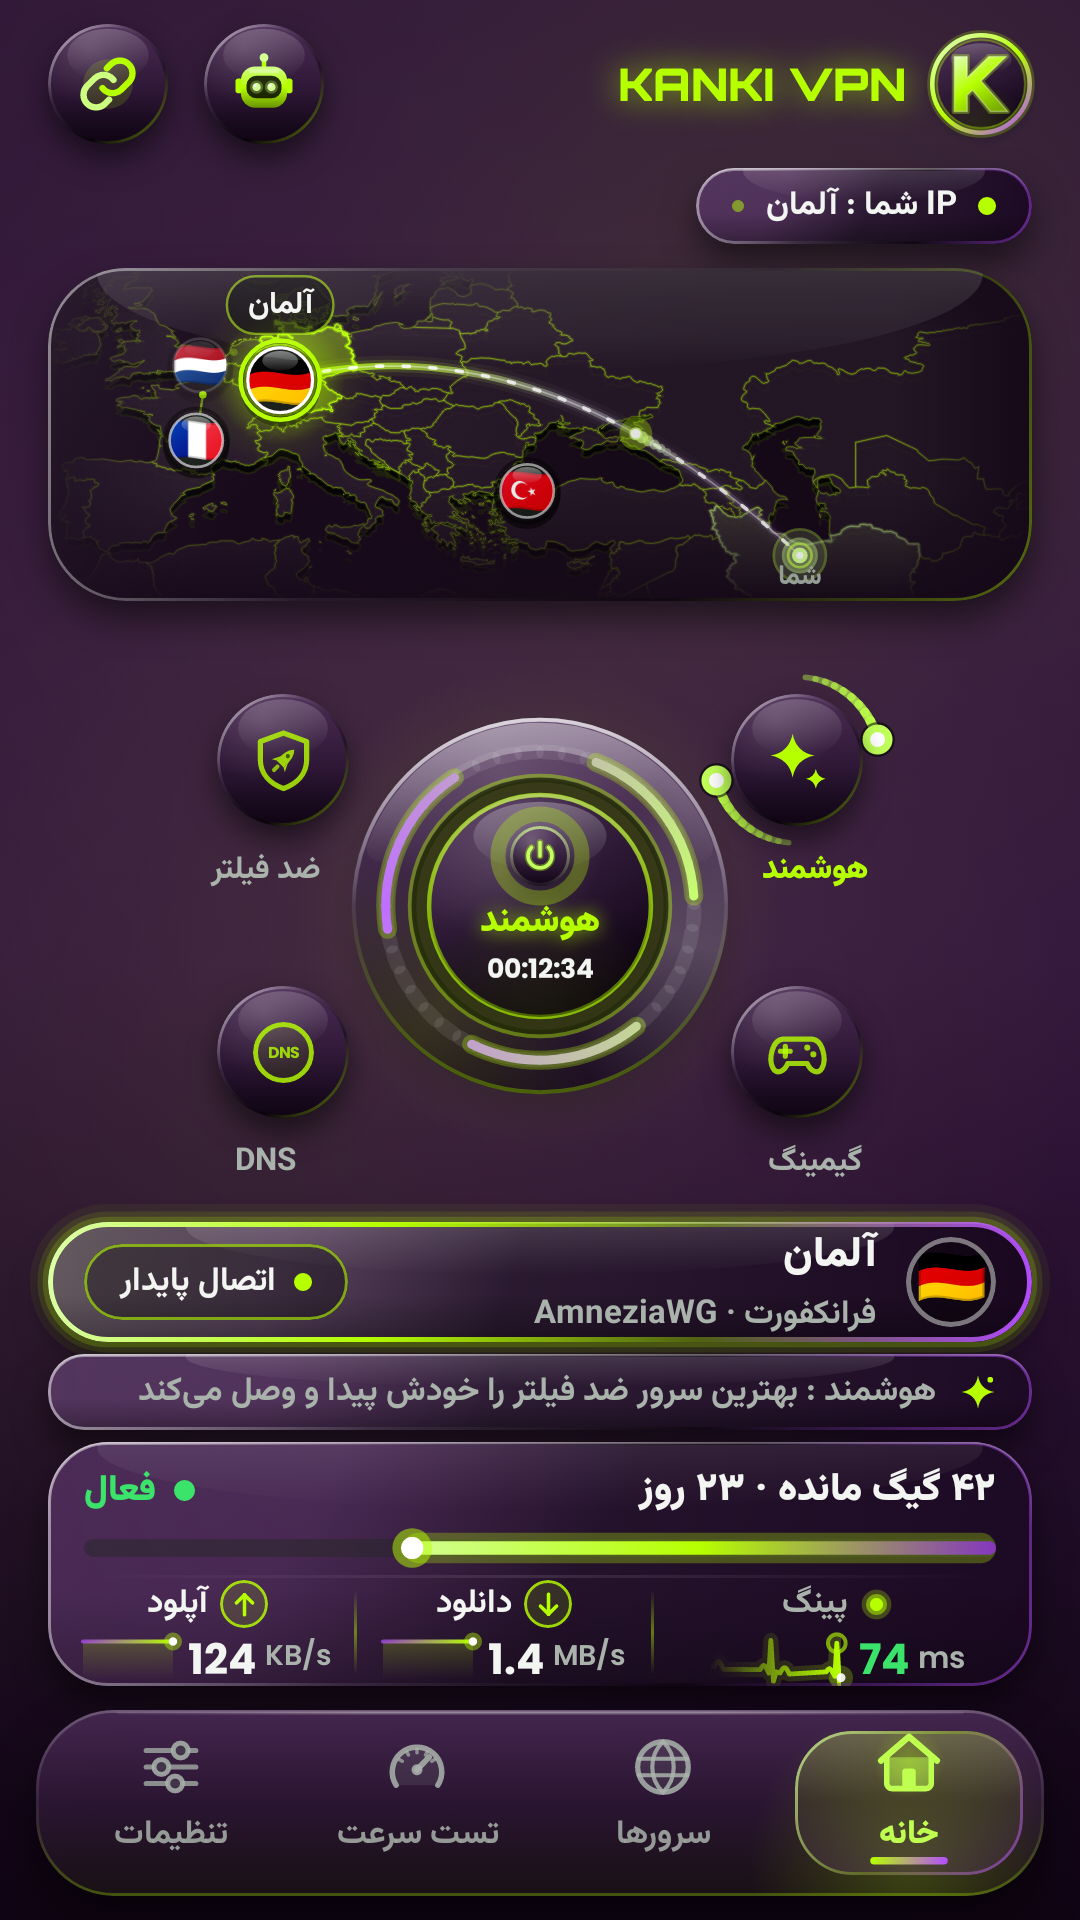 KANKI VPN
K
IP شما : آلمان
آلمان
شما
هوشمند
ضد فیلتر
هوشمند
00:12:34
گیمینگ
DNS
DNS
آلمان
فرانکفورت · AmneziaWG
اتصال پایدار
هوشمند : بهترین سرور ضد فیلتر را خودش پیدا و وصل می‌کند
۴۲ گیگ مانده · ۲۳ روز
فعال
پینگ
74 ms
دانلود
1.4 MB/s
آپلود
124 KB/s
خانه
سرورها
تست سرعت
تنظیمات